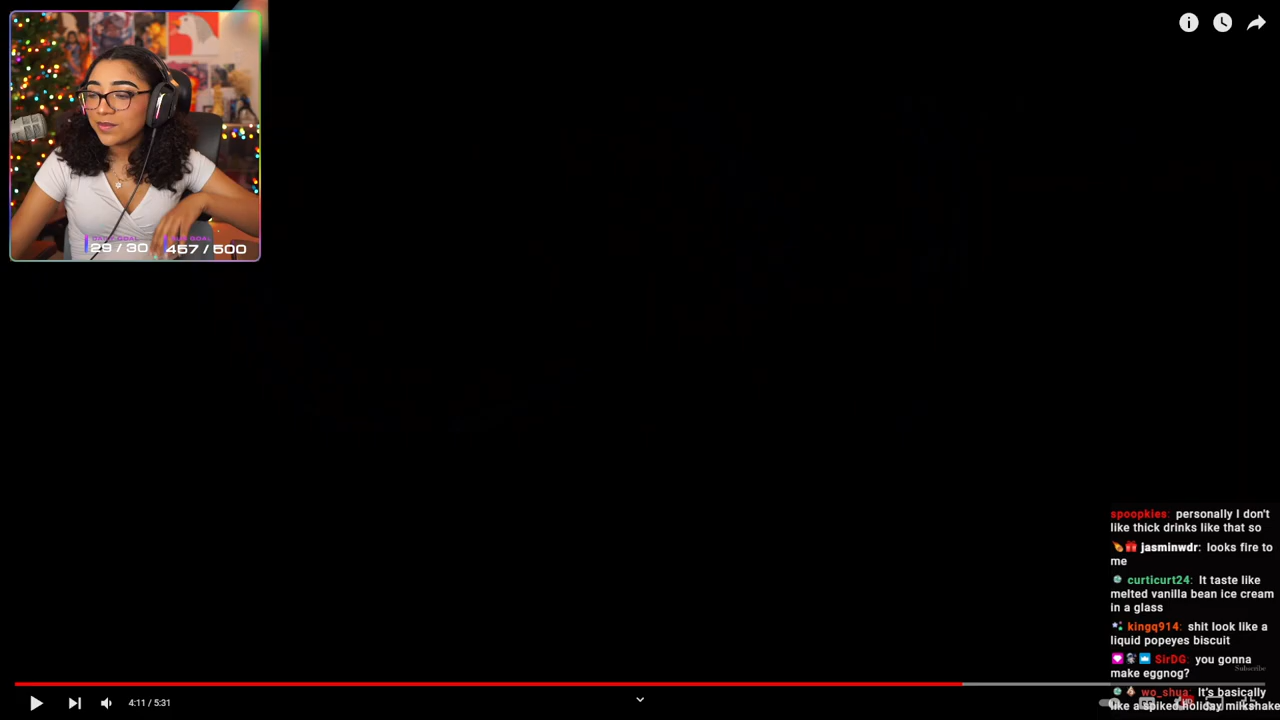 29 / 30
457 / 500
spoopkies: personally I don't
like thick drinks like that so
jasminwdr: looks fire to
me
curticurt24: It taste like
melted vanilla bean ice cream
in a glass
kingq914: shit look like a
liquid popeyes biscuit
SirDG: you gonna
make eggnog?
Subscribe
wo_shua: It's basically
like a spiked holiday milkshake
4:11 / 5:31